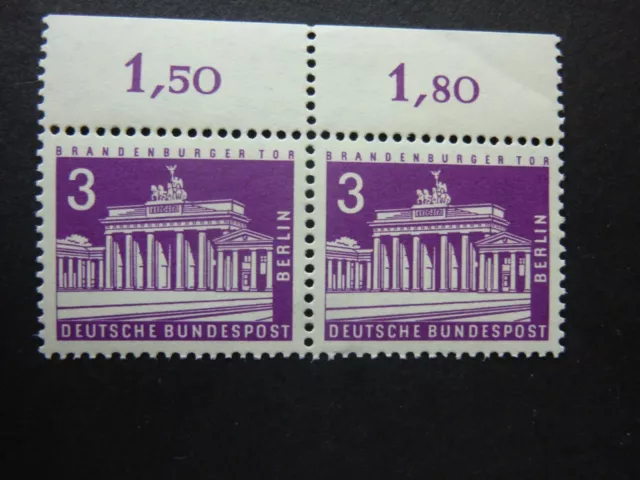 1,50
1,80
BRANDENBURGER TOR
3
BERLIN
DEUTSCHE BUNDESPOST
BRANDENBURGER TOR
3
BERLIN
DEUTSCHE BUNDESPOST